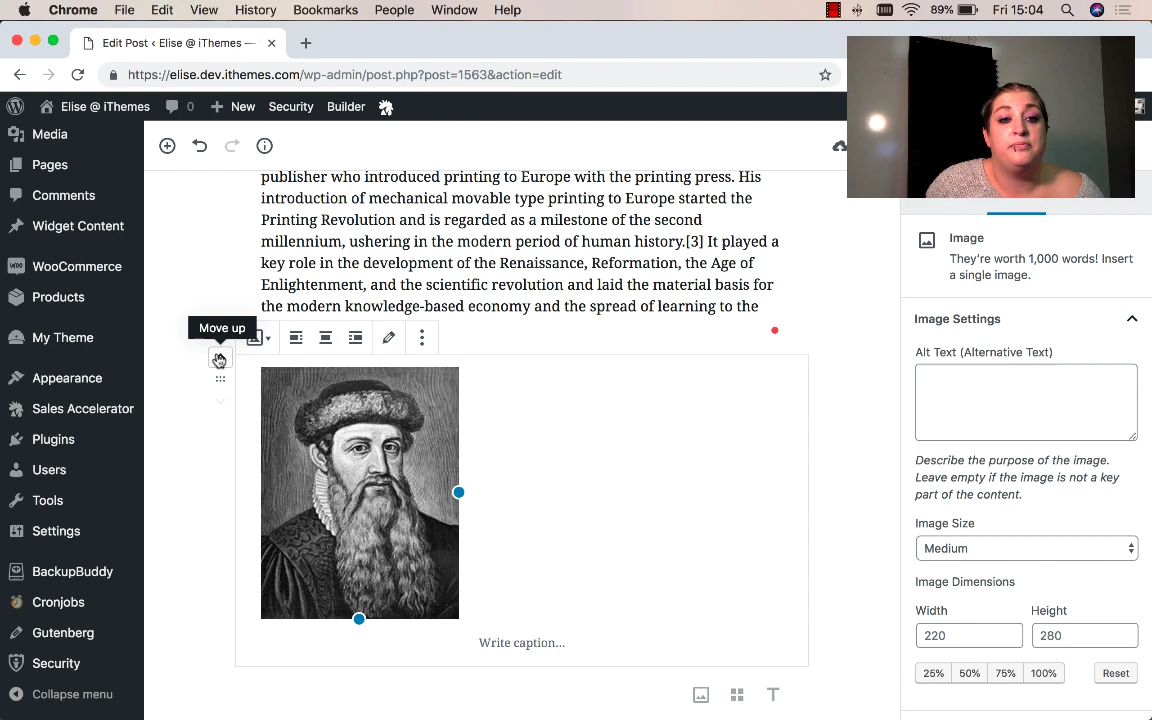 Chrome File Edit View History Bookmarks People Window Help 89% Fri 15:04
Edit Post ‹ Elise @ iThemes —
https://elise.dev.ithemes.com/wp-admin/post.php?post=1563&action=edit
Elise @ iThemes 0 New Security Builder
Media
Pages
Comments
Widget Content
WooCommerce
Products
My Theme
Appearance
Sales Accelerator
Plugins
Users
Tools
Settings
BackupBuddy
Cronjobs
Gutenberg
Security
Collapse menu
publisher who introduced printing to Europe with the printing press. His
introduction of mechanical movable type printing to Europe started the
Printing Revolution and is regarded as a milestone of the second
millennium, ushering in the modern period of human history.[3] It played a
key role in the development of the Renaissance, Reformation, the Age of
Enlightenment, and the scientific revolution and laid the material basis for
the modern knowledge-based economy and the spread of learning to the
Move up
Write caption...
Image
They're worth 1,000 words! Insert
a single image.
Image Settings
Alt Text (Alternative Text)
Describe the purpose of the image.
Leave empty if the image is not a key
part of the content.
Image Size
Medium
Image Dimensions
Width Height
220 280
25% 50% 75% 100% Reset